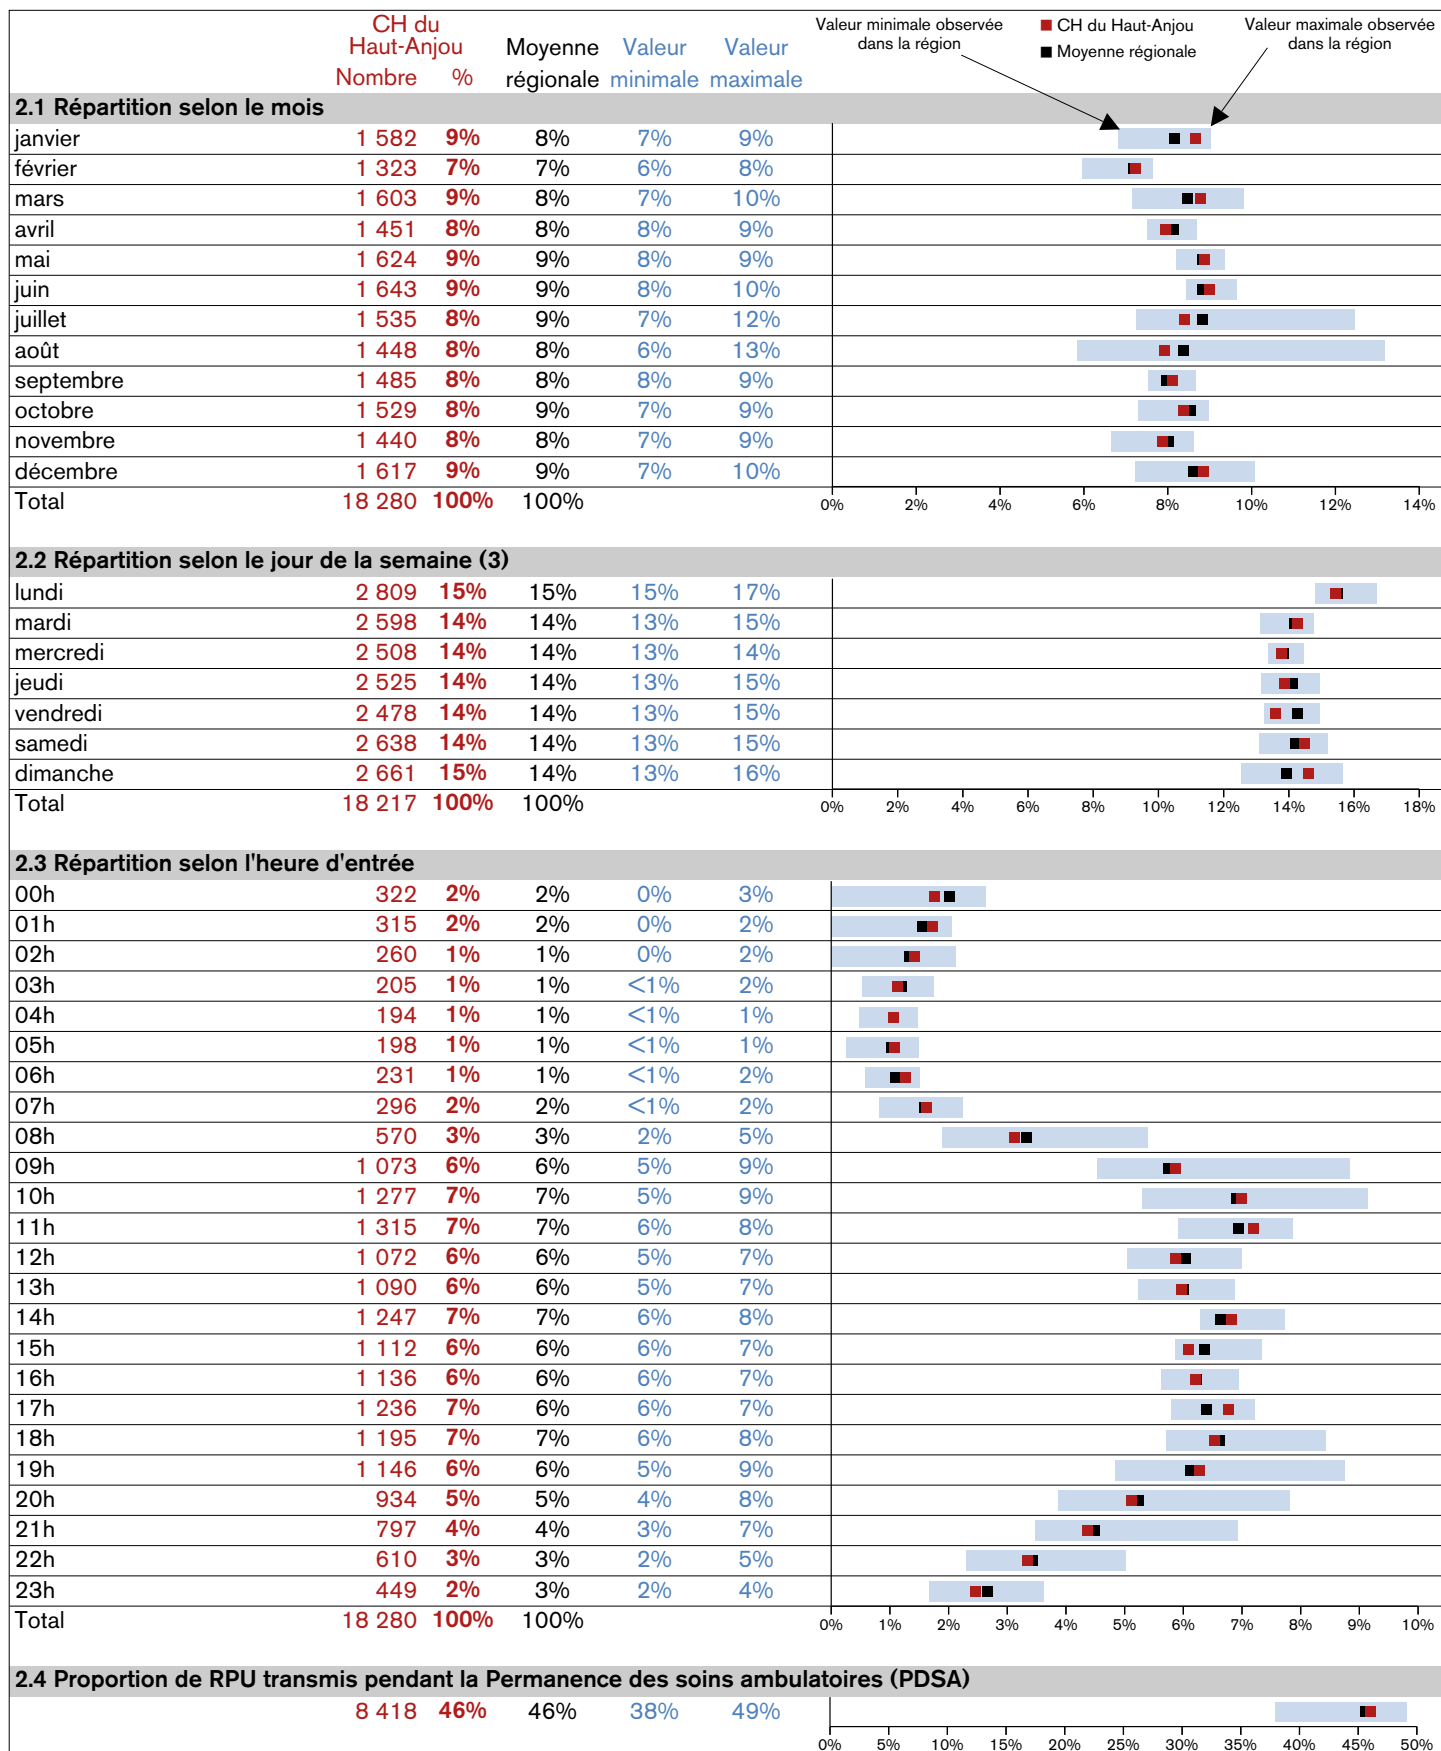 CH du Haut-Anjou
Moyenne régionale
Valeur minimale
Valeur maximale
Nombre %
Valeur minimale observée dans la région
CH du Haut-Anjou
Moyenne régionale
Valeur maximale observée dans la région
2.1 Répartition selon le mois
janvier 1 582 9% 8% 7% 9%
février 1 323 7% 7% 6% 8%
mars 1 603 9% 8% 7% 10%
avril 1 451 8% 8% 8% 9%
mai 1 624 9% 9% 8% 9%
juin 1 643 9% 9% 8% 10%
juillet 1 535 8% 9% 7% 12%
août 1 448 8% 8% 6% 13%
septembre 1 485 8% 8% 8% 9%
octobre 1 529 8% 9% 7% 9%
novembre 1 440 8% 8% 7% 9%
décembre 1 617 9% 9% 7% 10%
Total 18 280 100% 100%
0% 2% 4% 6% 8% 10% 12% 14%
2.2 Répartition selon le jour de la semaine (3)
lundi 2 809 15% 15% 15% 17%
mardi 2 598 14% 14% 13% 15%
mercredi 2 508 14% 14% 13% 14%
jeudi 2 525 14% 14% 13% 15%
vendredi 2 478 14% 14% 13% 15%
samedi 2 638 14% 14% 13% 15%
dimanche 2 661 15% 14% 13% 16%
Total 18 217 100% 100%
0% 2% 4% 6% 8% 10% 12% 14% 16% 18%
2.3 Répartition selon l'heure d'entrée
00h 322 2% 2% 0% 3%
01h 315 2% 2% 0% 2%
02h 260 1% 1% 0% 2%
03h 205 1% 1% <1% 2%
04h 194 1% 1% <1% 1%
05h 198 1% 1% <1% 1%
06h 231 1% 1% <1% 2%
07h 296 2% 2% <1% 2%
08h 570 3% 3% 2% 5%
09h 1 073 6% 6% 5% 9%
10h 1 277 7% 7% 5% 9%
11h 1 315 7% 7% 6% 8%
12h 1 072 6% 6% 5% 7%
13h 1 090 6% 6% 5% 7%
14h 1 247 7% 7% 6% 8%
15h 1 112 6% 6% 6% 7%
16h 1 136 6% 6% 6% 7%
17h 1 236 7% 6% 6% 7%
18h 1 195 7% 7% 6% 8%
19h 1 146 6% 6% 5% 9%
20h 934 5% 5% 4% 8%
21h 797 4% 4% 3% 7%
22h 610 3% 3% 2% 5%
23h 449 2% 3% 2% 4%
Total 18 280 100% 100%
0% 1% 2% 3% 4% 5% 6% 7% 8% 9% 10%
2.4 Proportion de RPU transmis pendant la Permanence des soins ambulatoires (PDSA)
8 418 46% 46% 38% 49%
0% 5% 10% 15% 20% 25% 30% 35% 40% 45% 50%